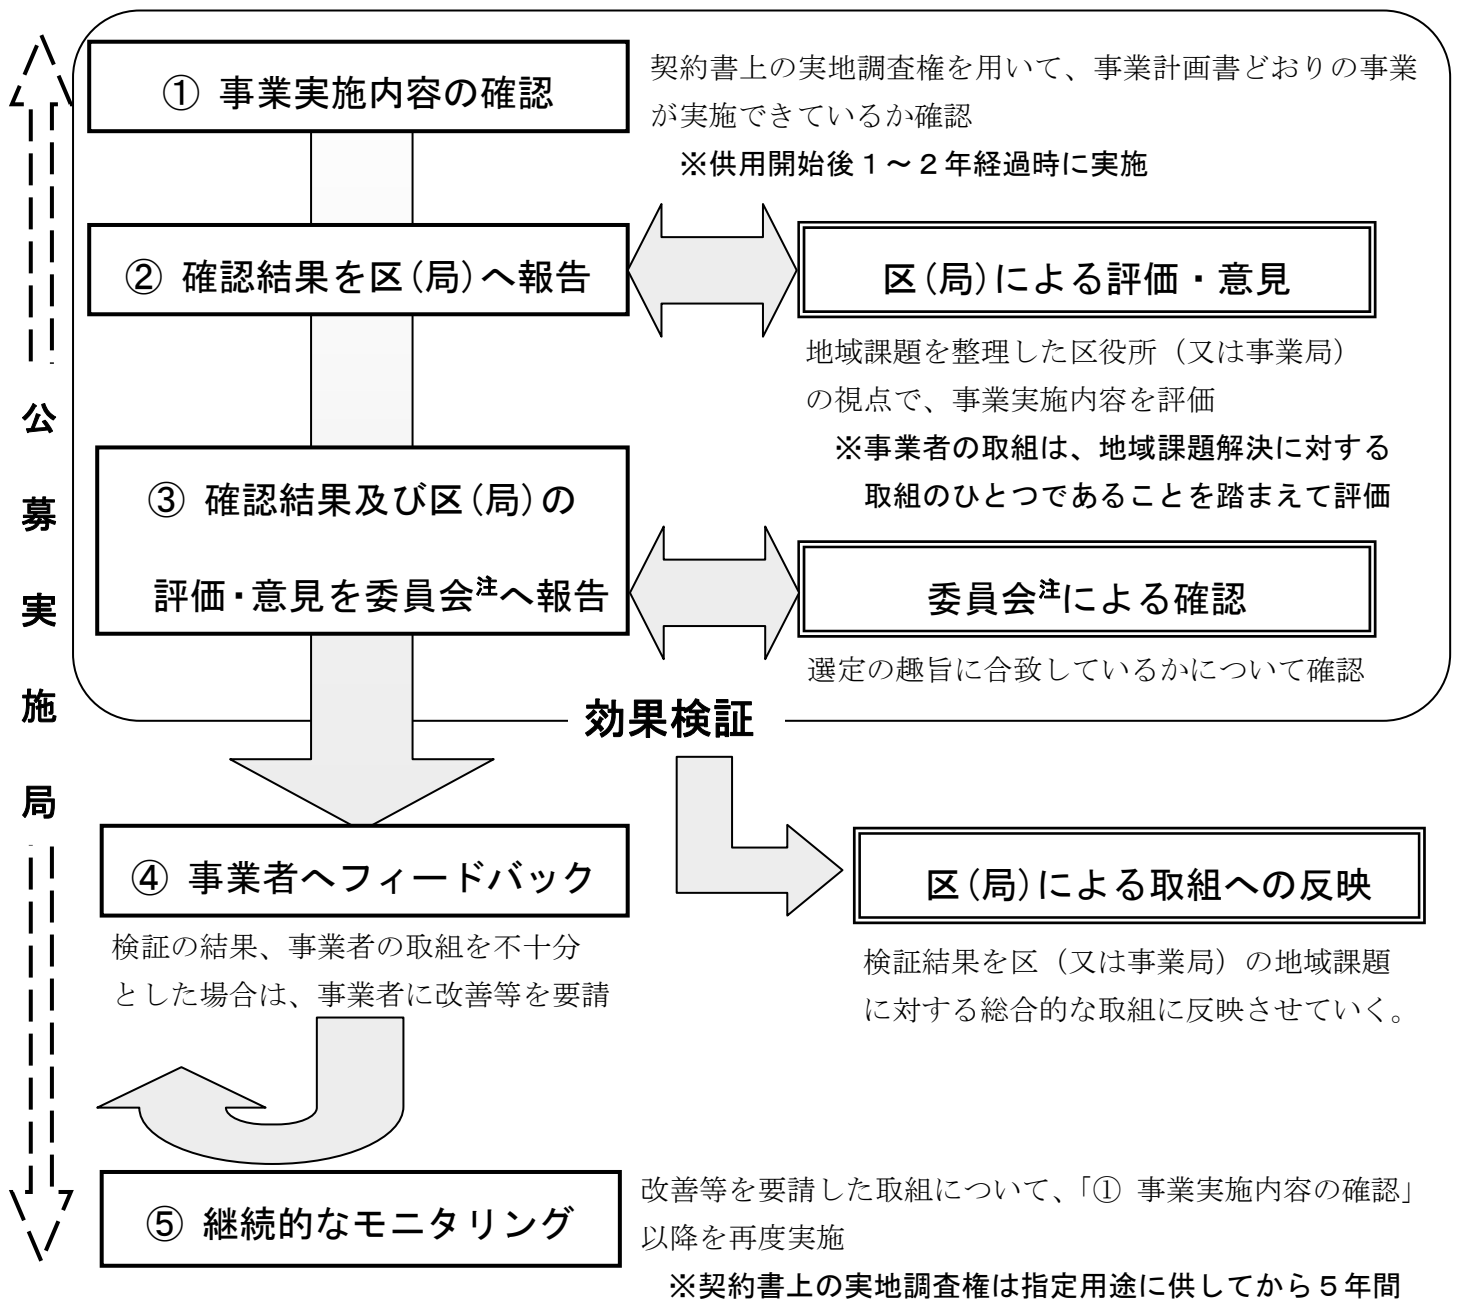 ① 事業実施内容の確認
契約書上の実地調査権を用いて、事業計画書どおりの事業
が実施できているか確認
※供用開始後１～２年経過時に実施
② 確認結果を区(局)へ報告
区(局)による評価・意見
地域課題を整理した区役所（又は事業局）
の視点で、事業実施内容を評価
※事業者の取組は、地域課題解決に対する
取組のひとつであることを踏まえて評価
③ 確認結果及び区(局)の
評価・意見を委員会注へ報告
委員会注による確認
選定の趣旨に合致しているかについて確認
効果検証
公募実施局
④ 事業者へフィードバック
検証の結果、事業者の取組を不十分
とした場合は、事業者に改善等を要請
区(局)による取組への反映
検証結果を区（又は事業局）の地域課題
に対する総合的な取組に反映させていく。
⑤ 継続的なモニタリング
改善等を要請した取組について、「① 事業実施内容の確認」
以降を再度実施
※契約書上の実地調査権は指定用途に供してから５年間